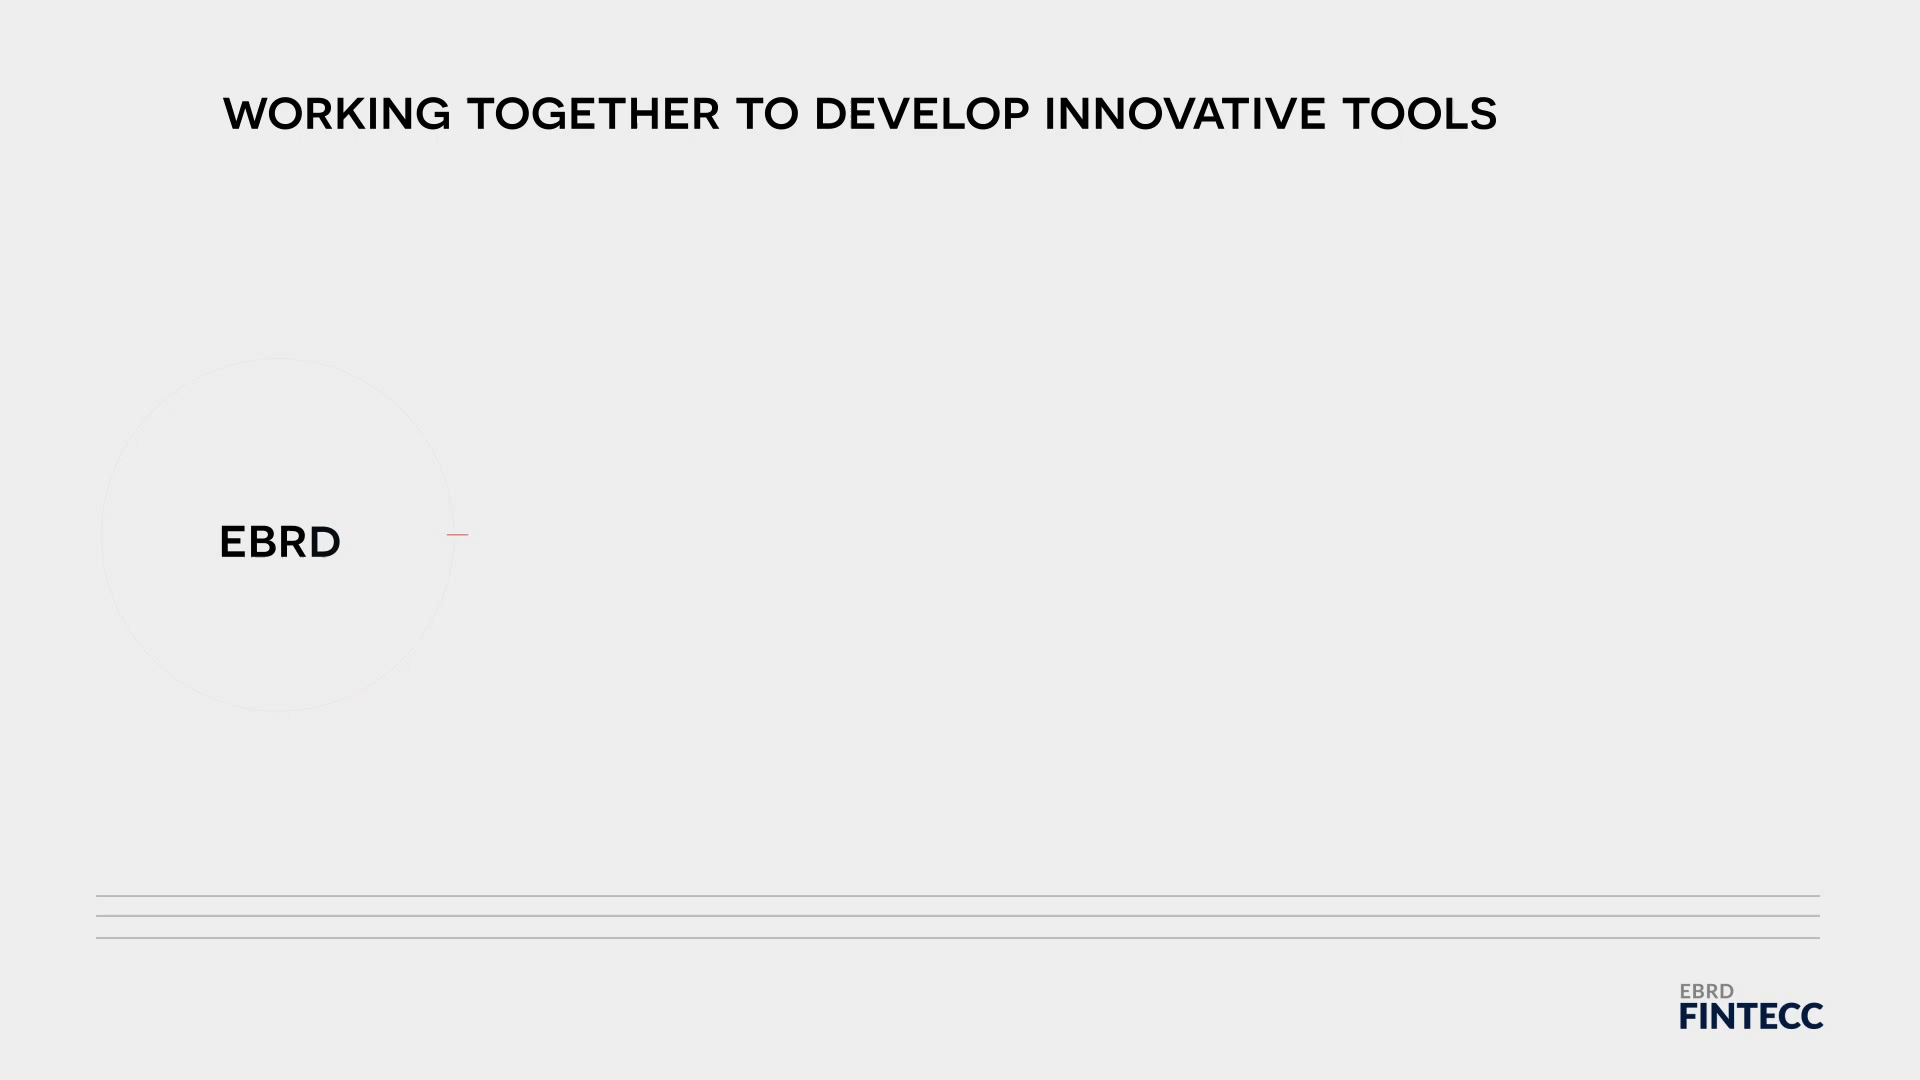 WORKING TOGETHER TO DEVELOP INNOVATIVE TOOLS
EBRD
EBRD
FINTECC